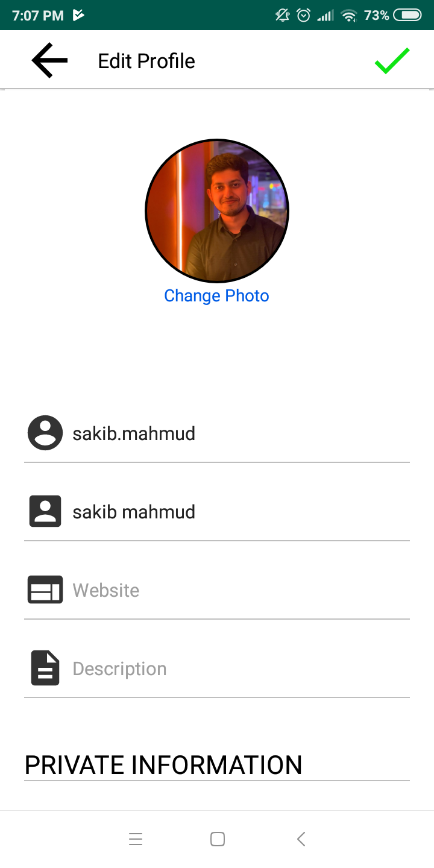 7:07 PM 73%
Edit Profile
Change Photo
sakib.mahmud
sakib mahmud
Website
Description
PRIVATE INFORMATION